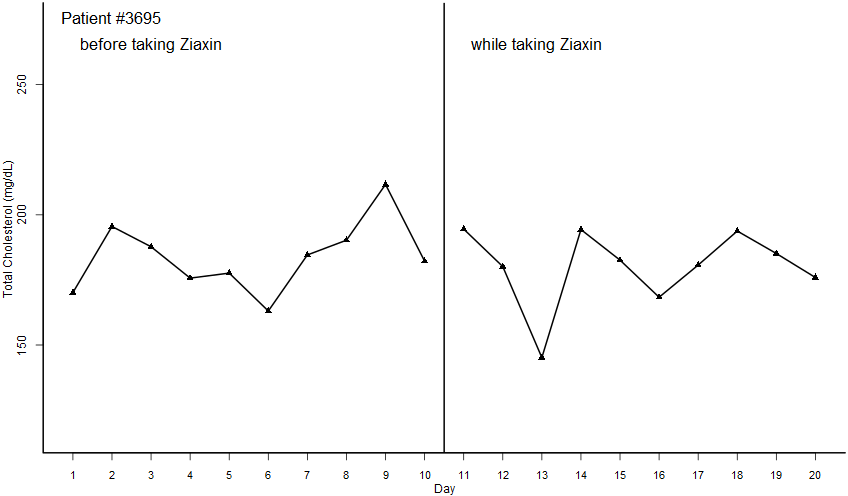 Patient #3695
before taking Ziaxin
while taking Ziaxin
Total Cholesterol (mg/dL)
250
200
150
1 2 3 4 5 6 7 8 9 10 11 12 13 14 15 16 17 18 19 20
Day